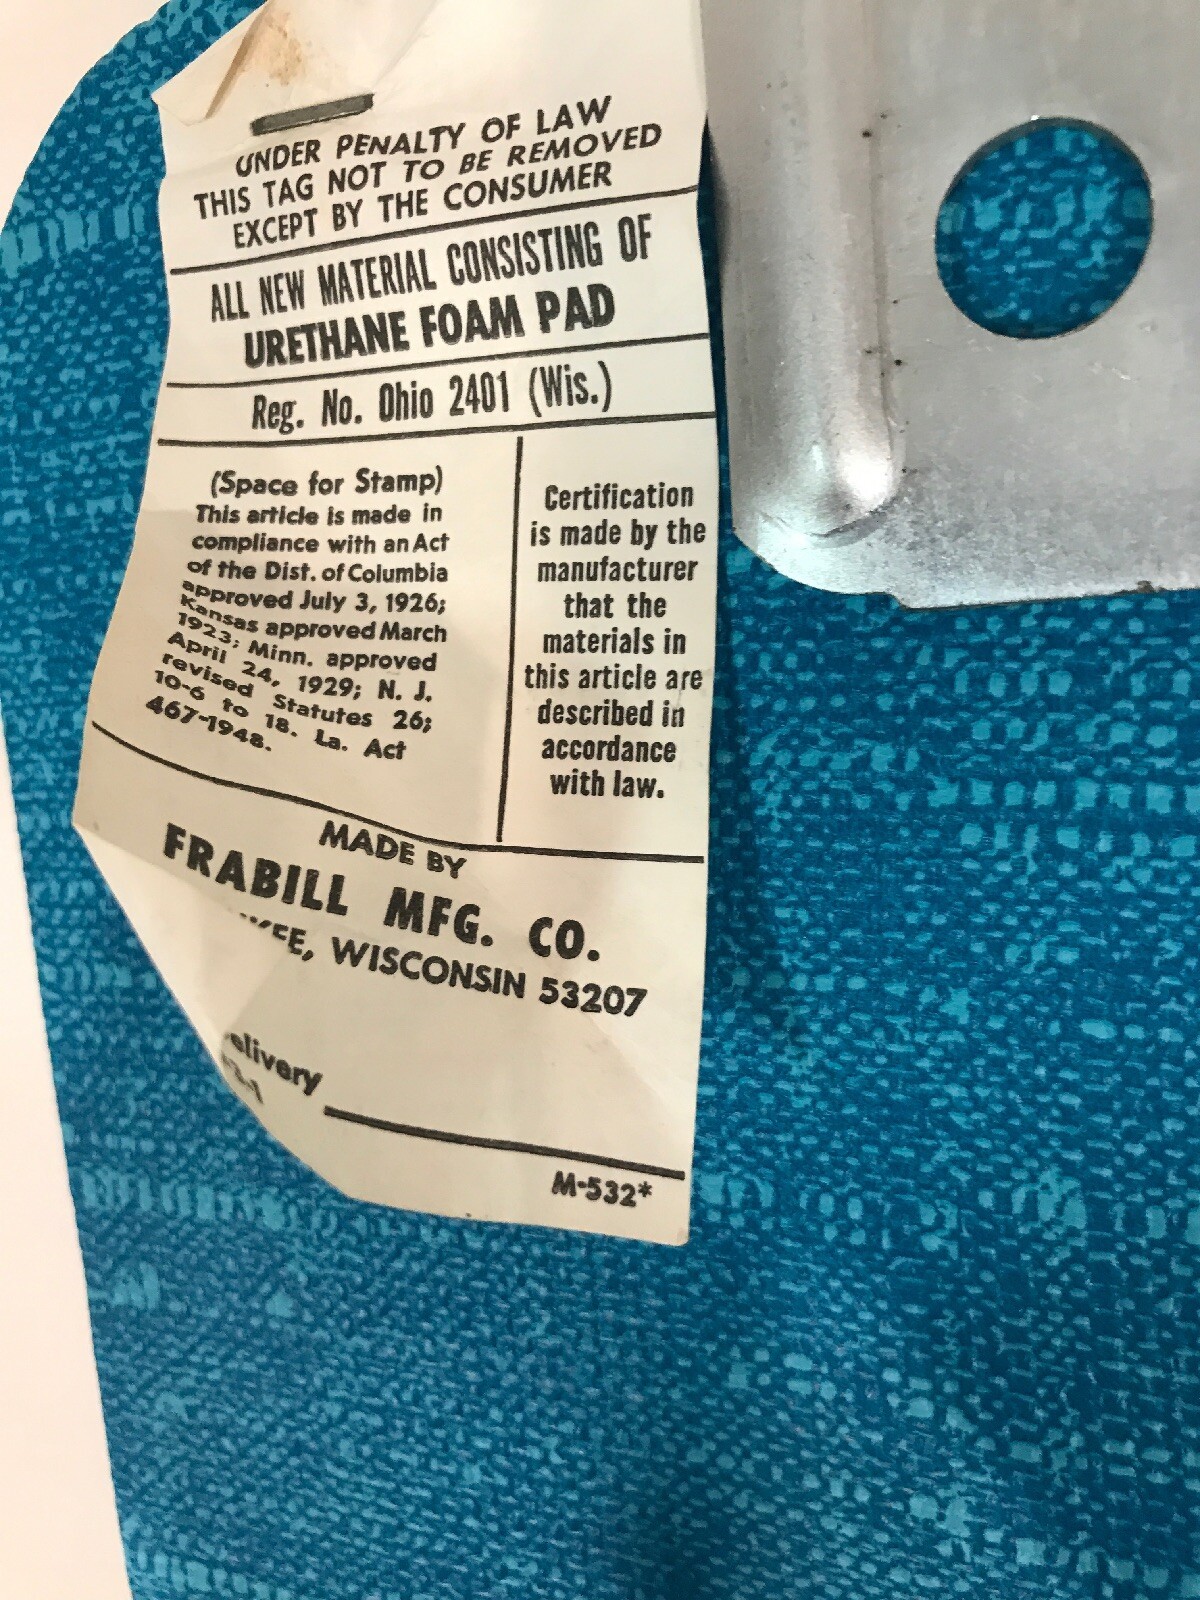 UNDER PENALTY OF LAW
THIS TAG NOT TO BE REMOVED
EXCEPT BY THE CONSUMER
ALL NEW MATERIAL CONSISTING OF
URETHANE FOAM PAD
Reg. No. Ohio 2401 (Wis.)
(Space for Stamp)
This article is made in
compliance with an Act
of the Dist. of Columbia
approved July 3, 1926;
Kansas approved March
1923; Minn. approved
April 24, 1929; N. J.
revised Statutes 26;
10-6 to 18. La. Act
467-1948.
Certification
is made by the
manufacturer
that the
materials in
this article are
described in
accordance
with law.
MADE BY
FRABILL MFG. CO.
WISCONSIN 53207
M-532*